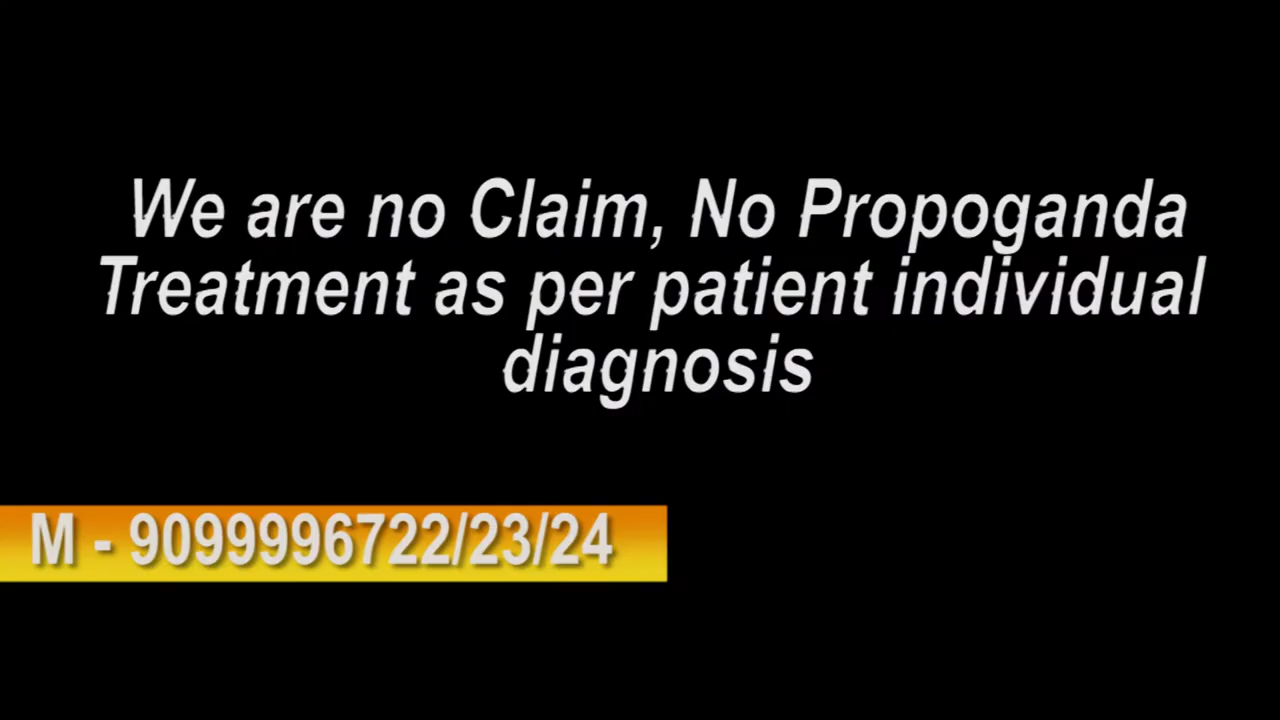 We are no Claim, No Propoganda
Treatment as per patient individual
diagnosis
M - 9099996722/23/24